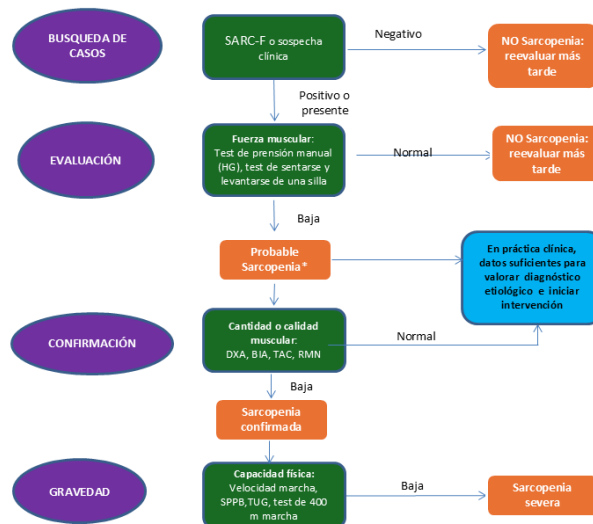 BUSQUEDA DE
CASOS
SARC-F o sospecha
clínica
Negativo
NO Sarcopenia:
reevaluar más
tarde
Positivo o
presente
EVALUACIÓN
Fuerza muscular:
Test de prensión manual
(HG), test de sentarse y
levantarse de una silla
Normal
NO Sarcopenia:
reevaluar más
tarde
Baja
Probable
Sarcopenia*
En práctica clínica,
datos suficientes para
valorar diagnóstico
etiológico e iniciar
intervención
CONFIRMACIÓN
Cantidad o calidad
muscular:
DXA, BIA, TAC, RMN
Normal
Baja
Sarcopenia
confirmada
GRAVEDAD
Capacidad física:
Velocidad marcha,
SPPB,TUG, test de 400
m marcha
Baja
Sarcopenia
severa